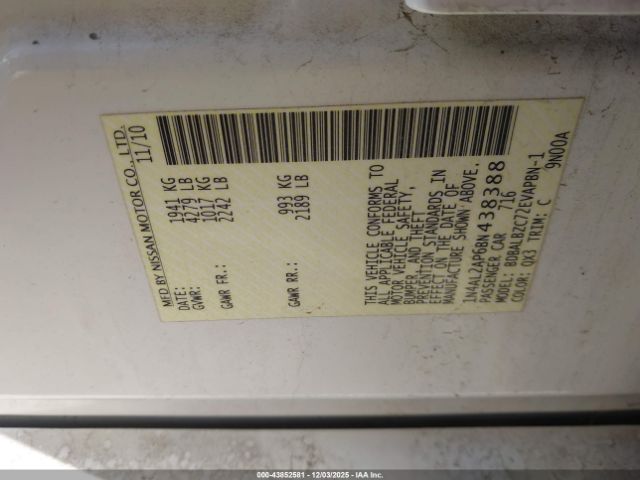 MFD BY NISSAN MOTOR CO., LTD.
DATE: 11/10
GVWR: 1941 KG
4279 LB
GAWR FR.: 1017 KG
2242 LB
GAWR RR.: 993 KG
2189 LB
THIS VEHICLE CONFORMS TO
ALL APPLICABLE FEDERAL
MOTOR VEHICLE SAFETY,
BUMPER, AND THEFT
PREVENTION STANDARDS IN
EFFECT ON THE DATE OF
MANUFACTURE SHOWN ABOVE.
1N4AL2AP6BN438388
PASSENGER CAR 716
MODEL: BDBALBZC72EVAPBN-1
COLOR: QX3 TRIM: C 9N00A
000-43852581 - 12/03/2025 - IAA Inc.